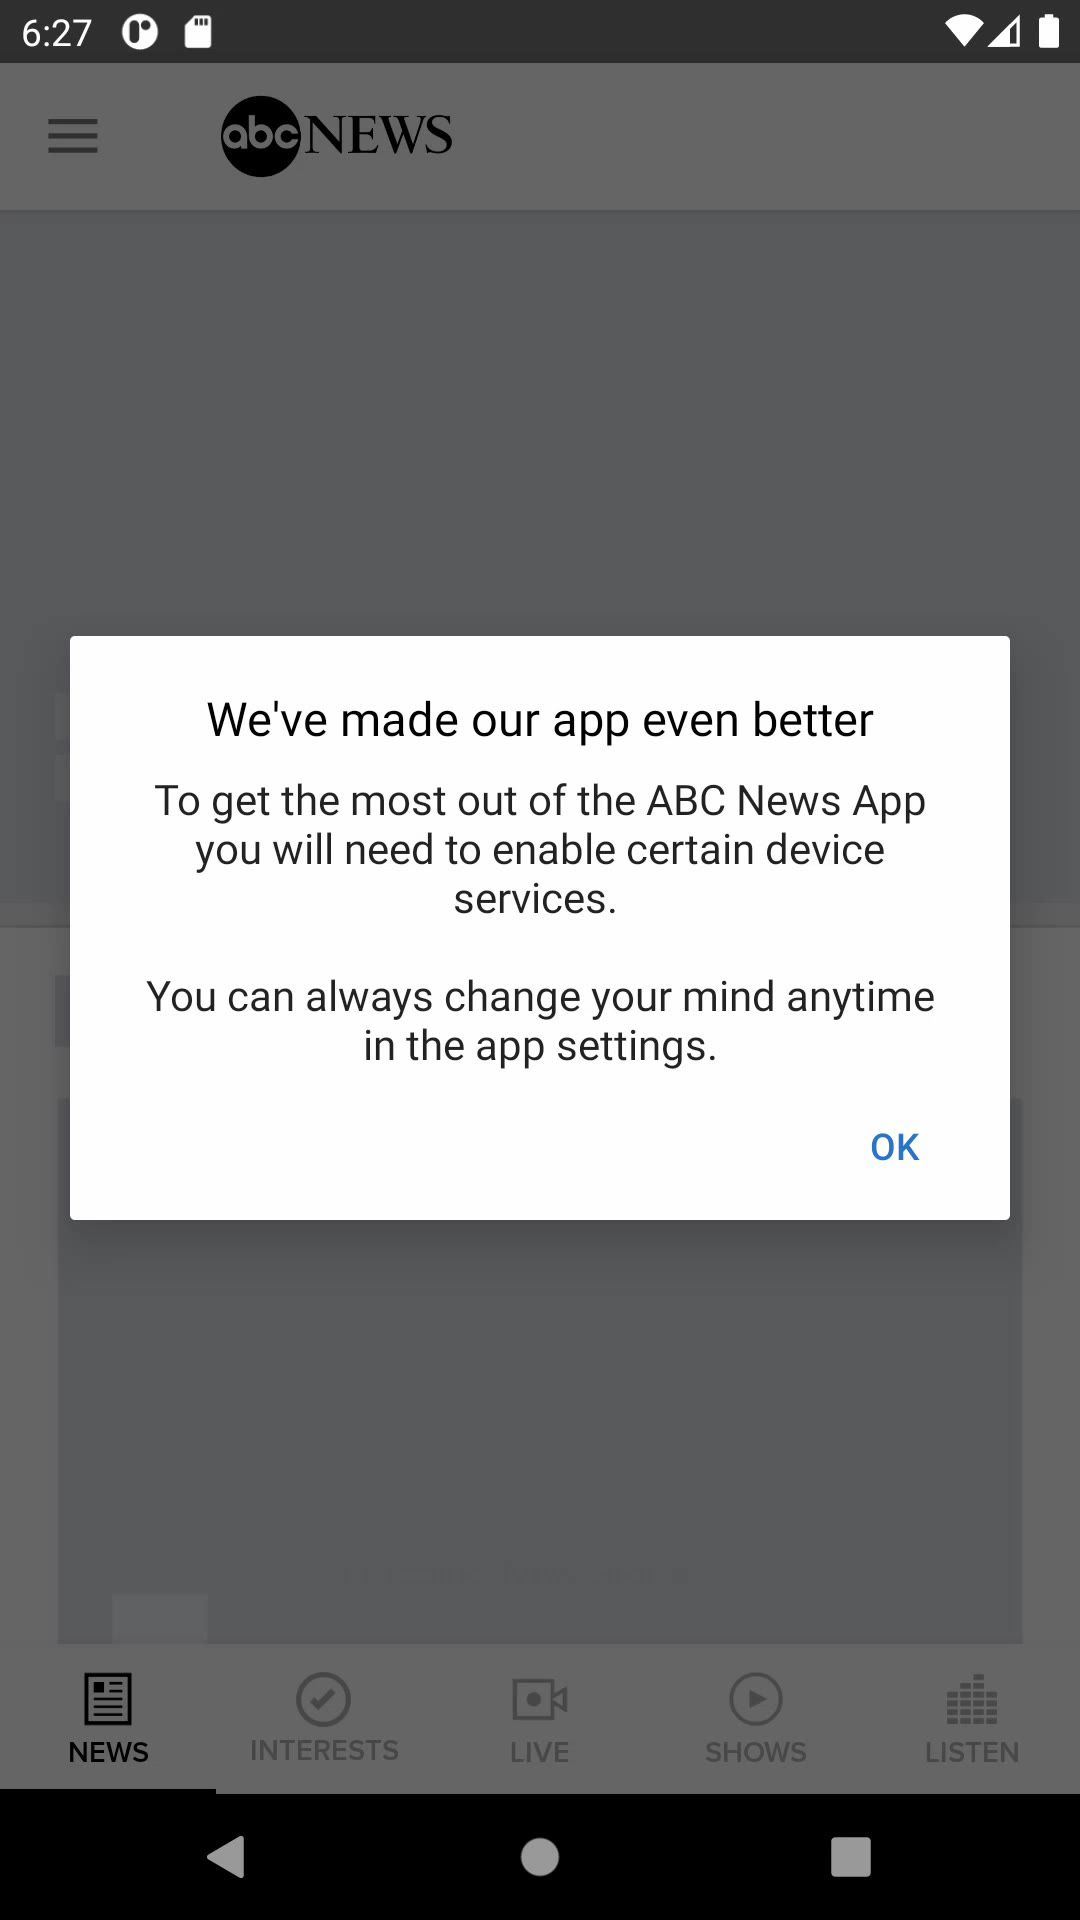 6:27
abc NEWS
We've made our app even better
To get the most out of the ABC News App
you will need to enable certain device
services.
You can always change your mind anytime
in the app settings.
OK
NEWS
INTERESTS
LIVE
SHOWS
LISTEN